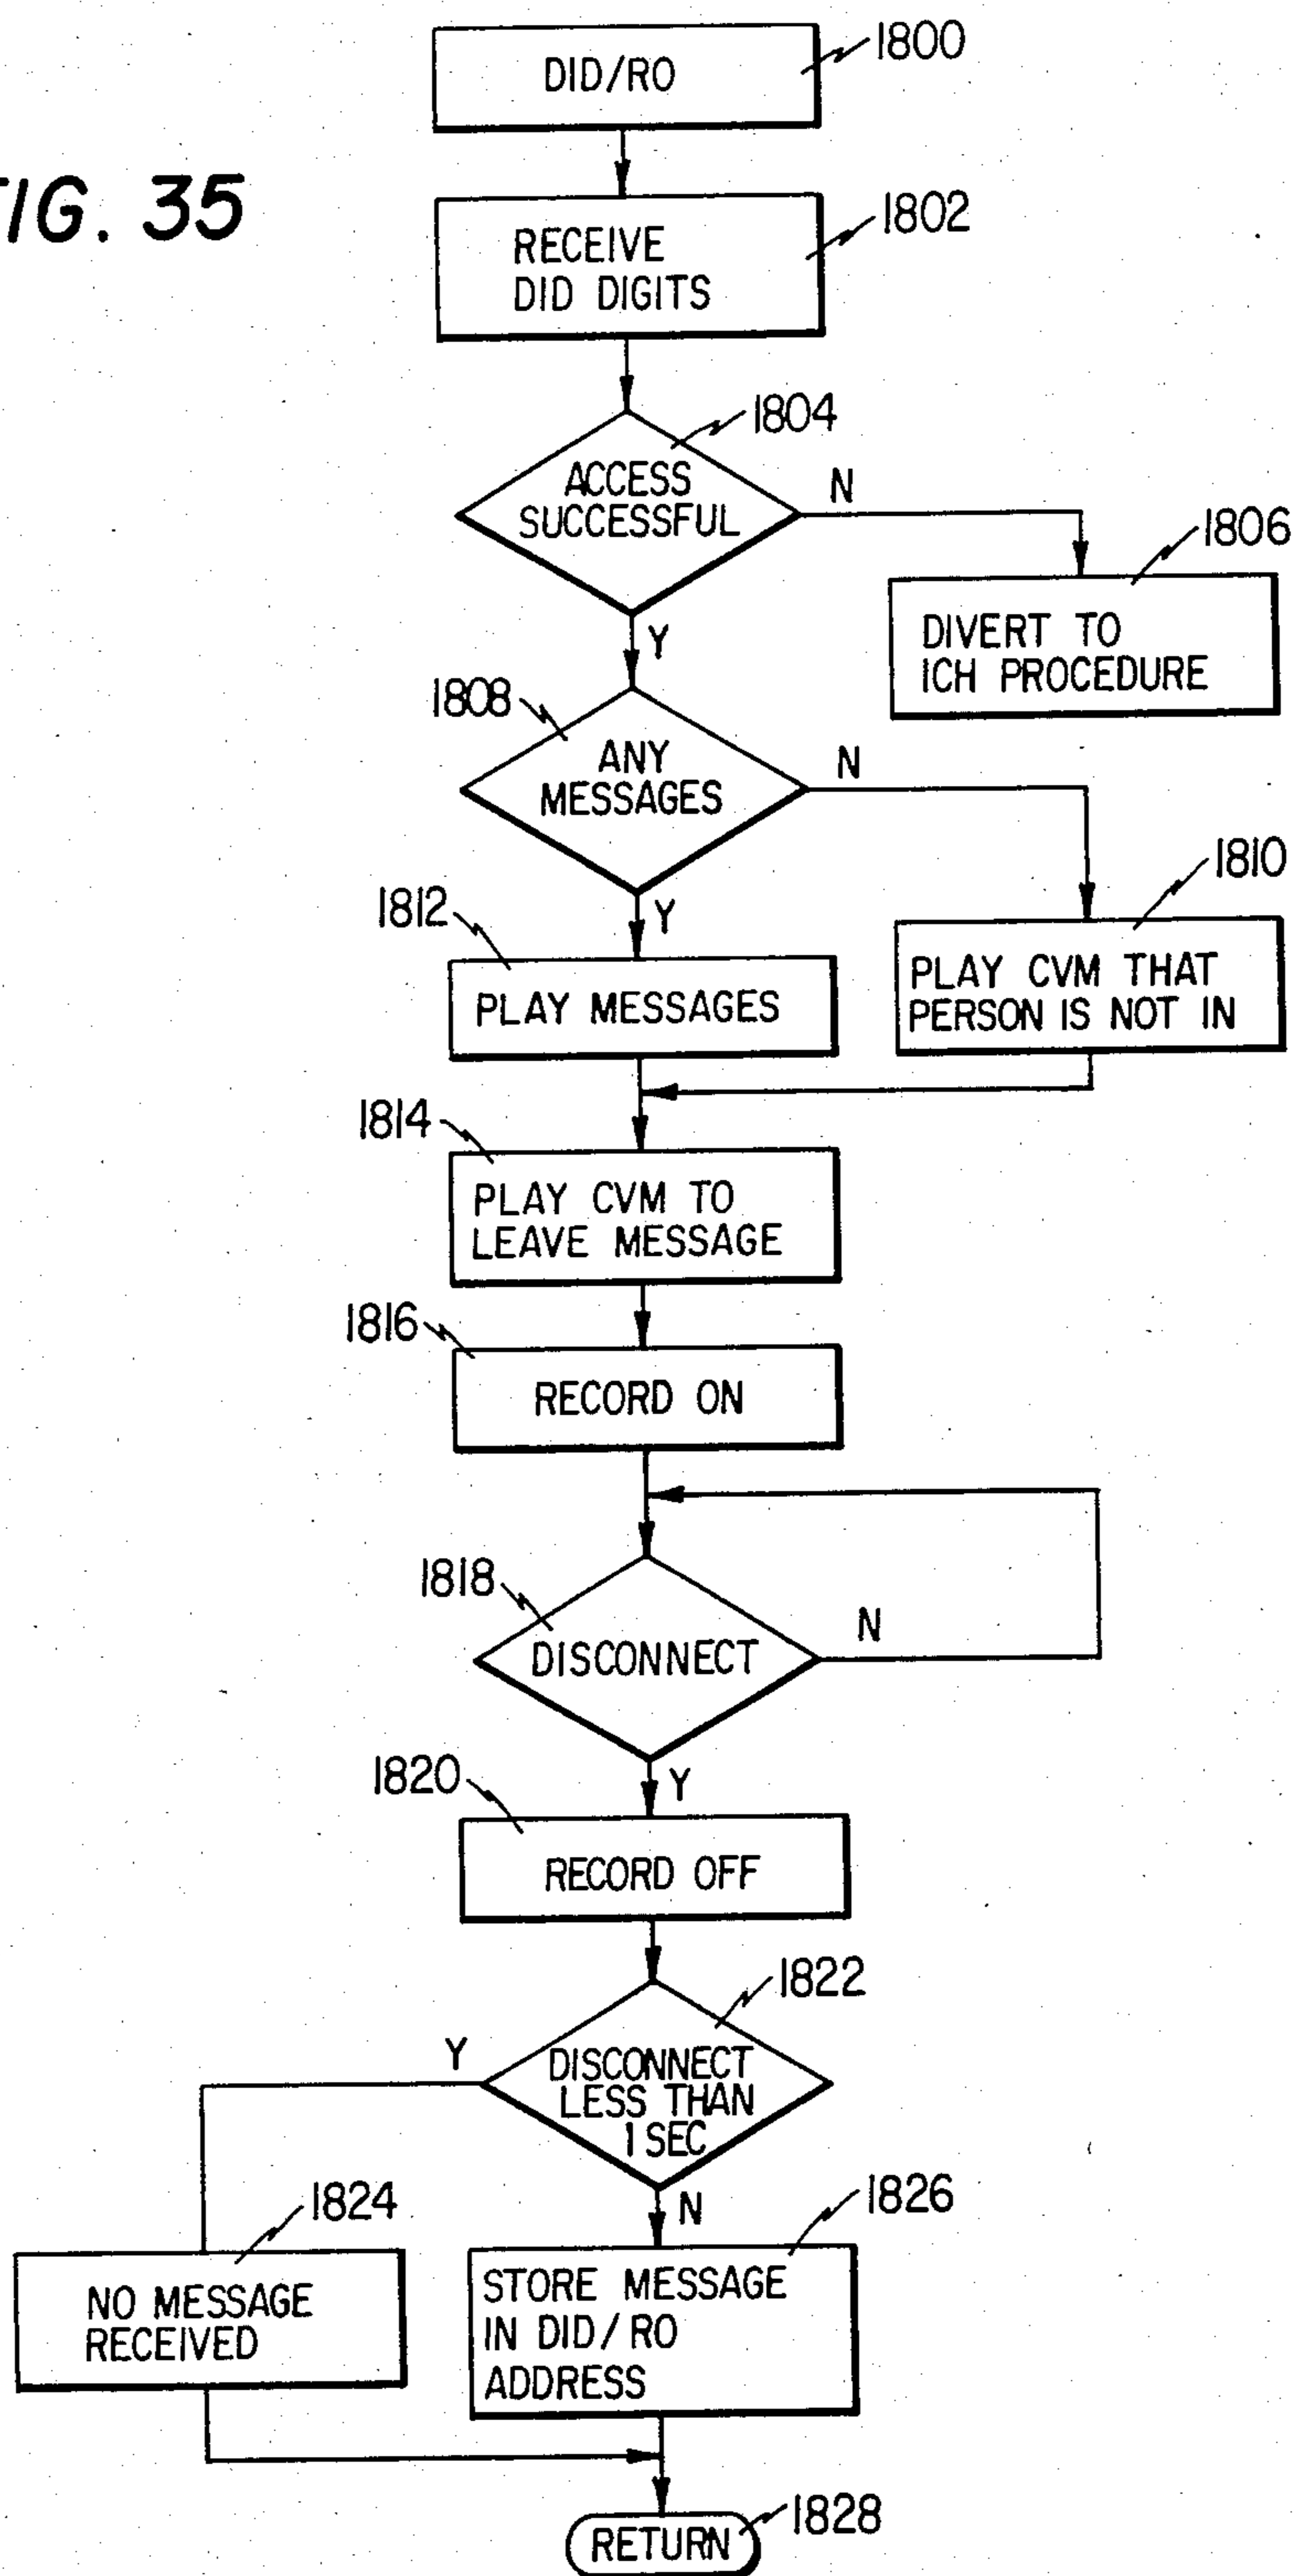 DID/RO
1800
FIG. 35
RECEIVE
DID DIGITS
1802
1804
ACCESS
SUCCESSFUL
N
1806
DIVERT TO
ICH PROCEDURE
Y
1808
ANY
MESSAGES
N
1810
PLAY CVM THAT
PERSON IS NOT IN
Y
1812
PLAY MESSAGES
1814
PLAY CVM TO
LEAVE MESSAGE
1816
RECORD ON
1818
DISCONNECT
N
Y
1820
RECORD OFF
1822
DISCONNECT
LESS THAN
1 SEC
Y
1824
NO MESSAGE
RECEIVED
N
1826
STORE MESSAGE
IN DID/RO
ADDRESS
RETURN
1828